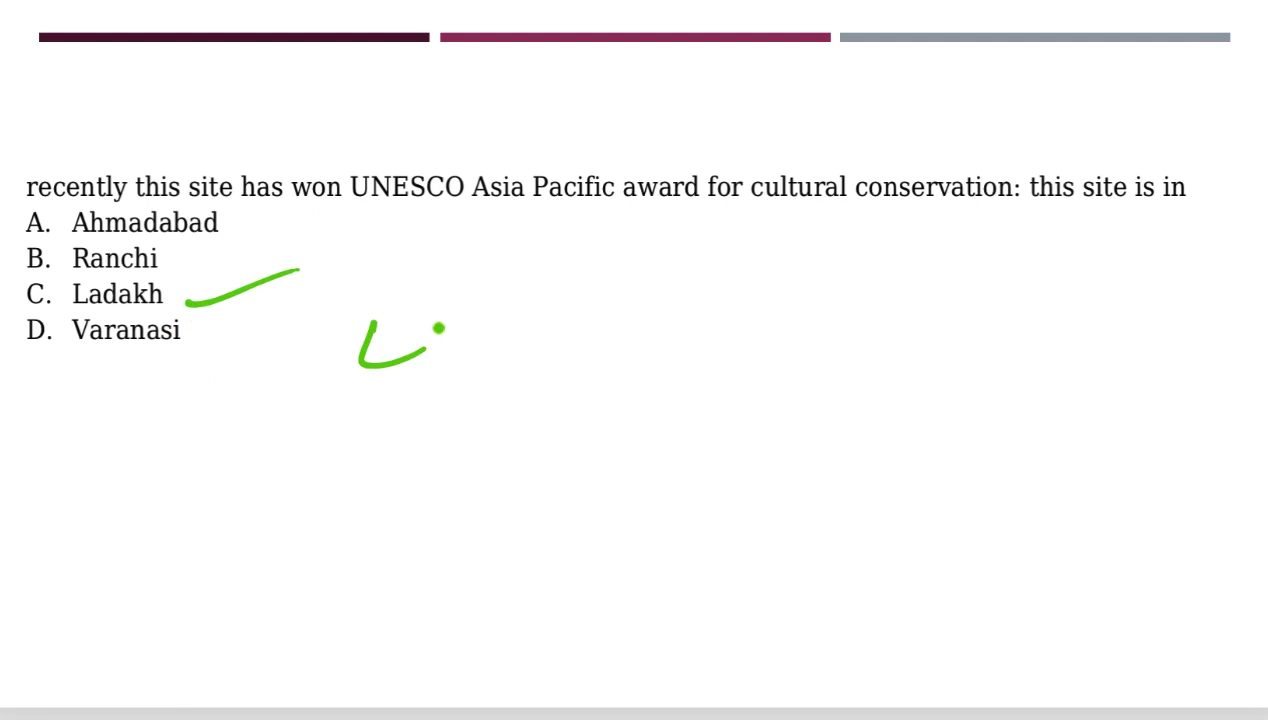 recently this site has won UNESCO Asia Pacific award for cultural conservation: this site is in
A. Ahmadabad
B. Ranchi
C. Ladakh
D. Varanasi
L